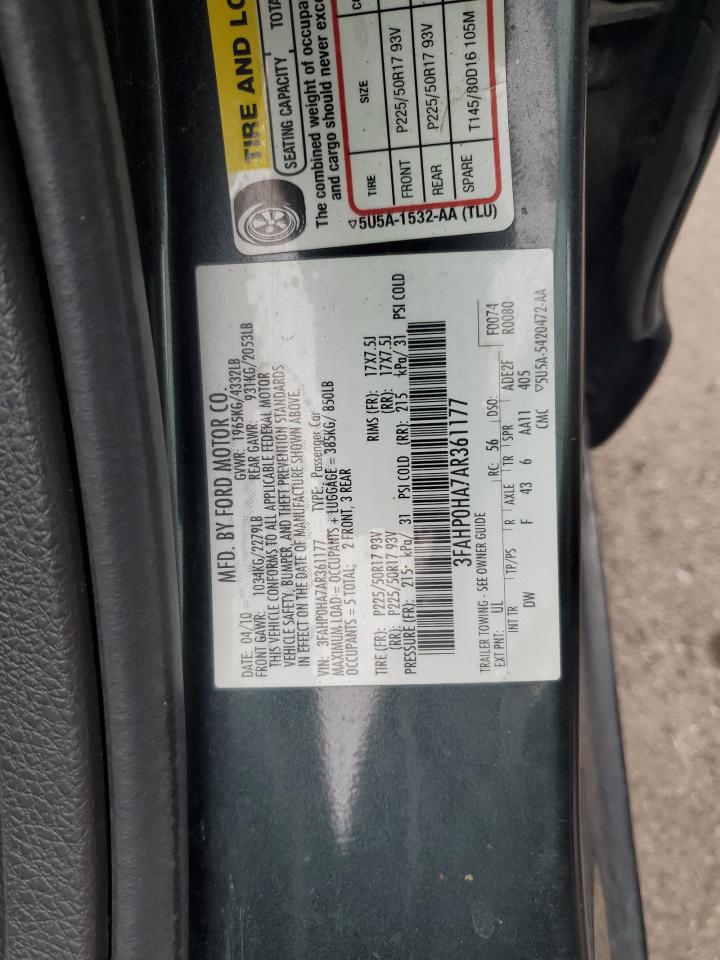 TIRE AND LO
SEATING CAPACITY TOTA
The combined weight of occupa
and cargo should never exce
TIRE SIZE
FRONT P225/50R17 93V
REAR P225/50R17 93V
SPARE T145/80D16 105M
▽5U5A-1532-AA (TLU)
MFD. BY FORD MOTOR CO.
DATE: 04/10 GVWR: 1965KG/4332LB
FRONT GAWR: 1034KG/2279LB REAR GAWR: 931KG/2053LB
THIS VEHICLE CONFORMS TO ALL APPLICABLE FEDERAL MOTOR
VEHICLE SAFETY, BUMPER, AND THEFT PREVENTION STANDARDS
IN EFFECT ON THE DATE OF MANUFACTURE SHOWN ABOVE.
VIN: 3FAHP0HA7AR361177 TYPE: Passenger Car
MAXIMUM LOAD = OCCUPANTS + LUGGAGE = 385KG/ 850LB
OCCUPANTS = 5 TOTAL: 2 FRONT, 3 REAR
TIRE (FR): P225/50R17 93V RIMS (FR): 17X7.5J
(RR): P225/50R17 93V (RR): 17X7.5J
PRESSURE (FR): 215 kPa/ 31 PSI COLD (RR): 215 kPa/ 31 PSI COLD
3FAHP0HA7AR361177
TRAILER TOWING - SEE OWNER GUIDE F0074
R0080
EXT PNT: UL RC: 56 DSO:
INT TR TP/PS R AXLE TR SPR ADE2F
DW F 43 6 AA11 405
CMC ▽5U5A-5420472-AA